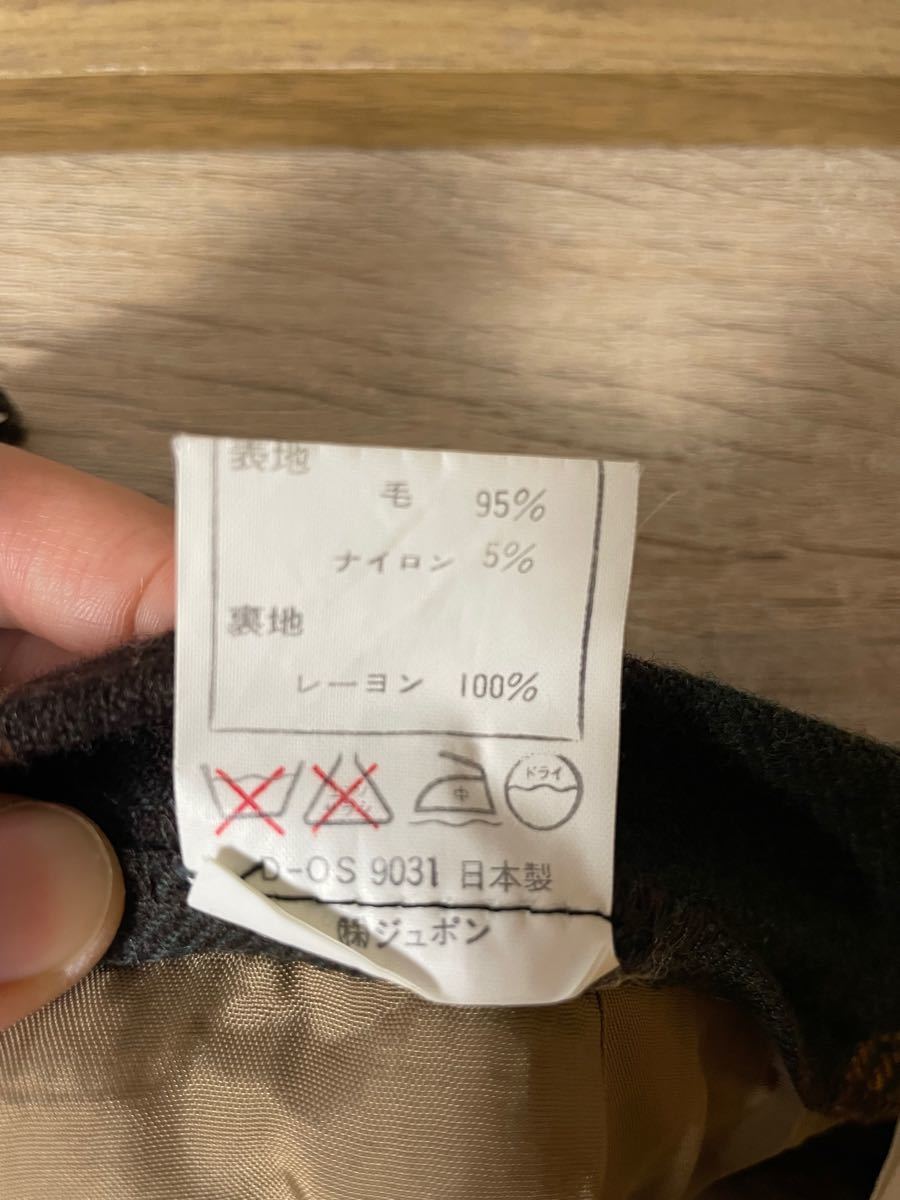 表地
毛 95%
ナイロン 5%
裏地
レーヨン 100%
中 ドライ
D-OS 9031 日本製
㈱ジュポン